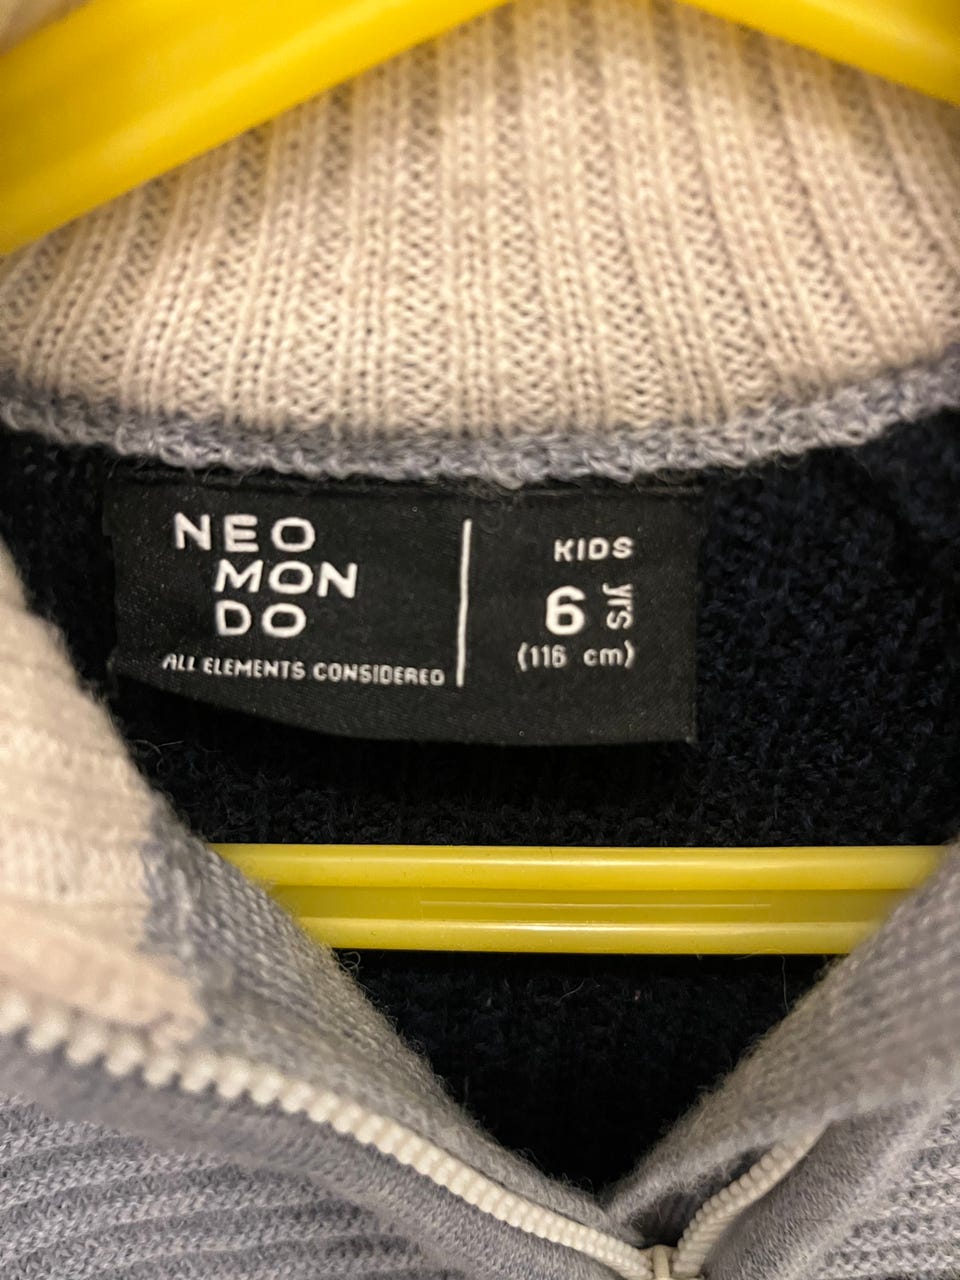 NEO
MON
DO
ALL ELEMENTS CONSIDERED
KIDS
6 yrs
(116 cm)